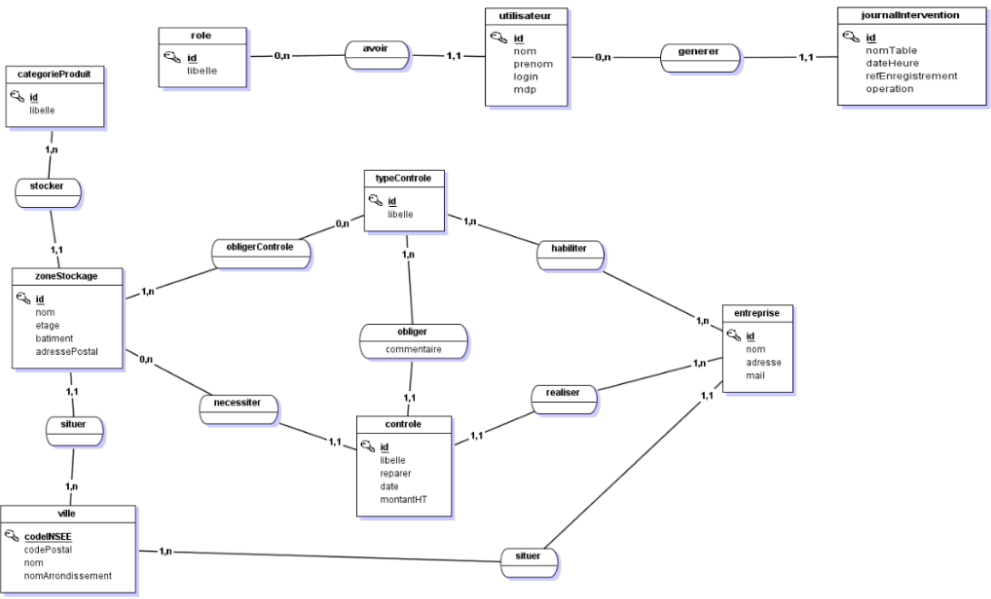 utilisateur
id
nom
prenom
login
mdp
journalIntervention
id
nomTable
dateHeure
refEnregistrement
operation
role
id
libelle
0,n
avoir
1,1
0,n
generer
1,1
categorieProduit
id
libelle
1,n
stocker
1,1
typeControle
id
libelle
0,n
obligerControle
1,n
1,n
habiliter
1,n
1,n
obliger
commentaire
1,1
zoneStockage
id
nom
etage
batiment
adressePostal
entreprise
id
nom
adresse
mail
0,n
necessiter
1,1
1,n
realiser
1,1
controle
id
libelle
reparer
date
montantHT
1,1
situer
1,n
ville
codeINSEE
codePostal
nom
nomArrondissement
1,n
situer
1,1